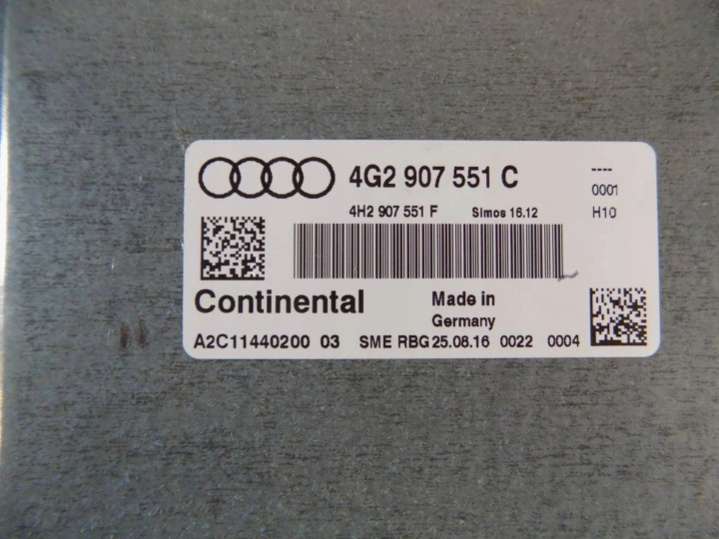 4G2 907 551 C ----
0001
4H2 907 551 F Simos 16.12 H10
Continental Made in
Germany
A2C11440200 03 SME RBG 25.08.16 0022 0004